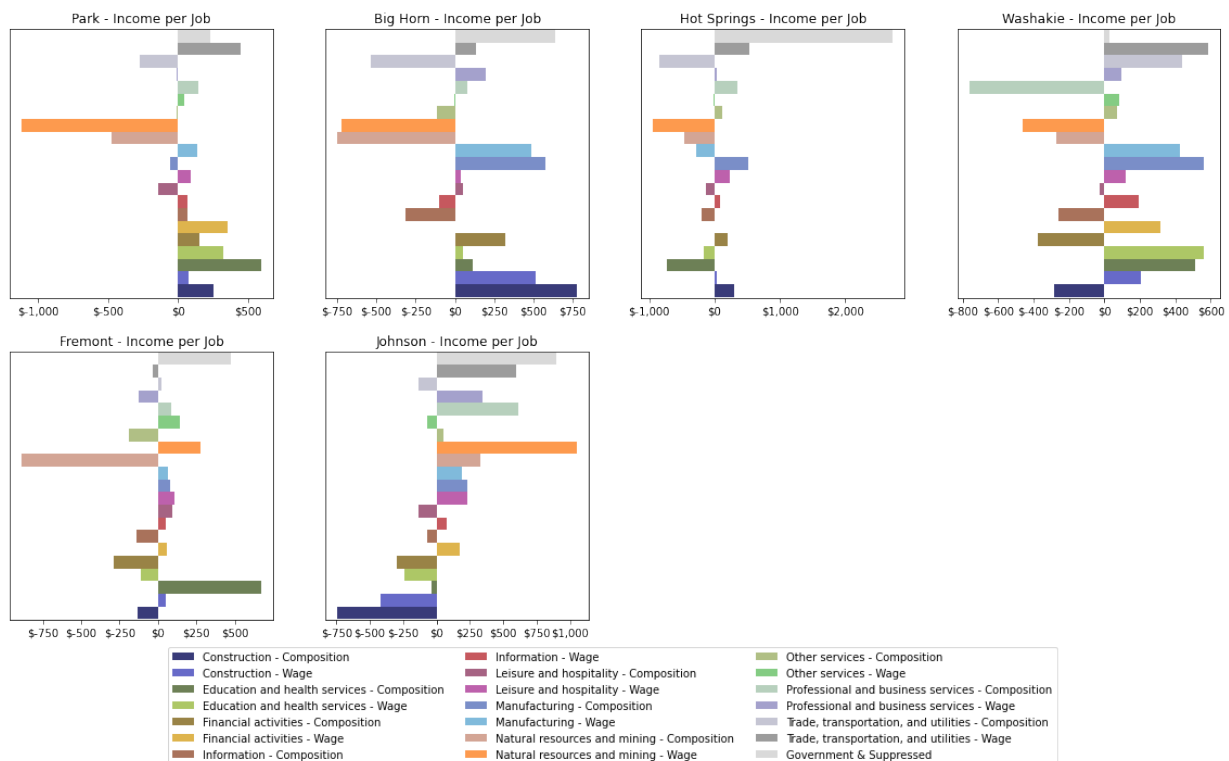 Park - Income per Job
Big Horn - Income per Job
Hot Springs - Income per Job
Washakie - Income per Job
$-1,000 $-500 $0 $500
$-750 $-500 $-250 $0 $250 $500 $750
$-1,000 $0 $1,000 $2,000
$-800 $-600 $-400 $-200 $0 $200 $400 $600
Fremont - Income per Job
Johnson - Income per Job
$-750 $-500 $-250 $0 $250 $500
$-750 $-500 $-250 $0 $250 $500 $750 $1,000
Construction - Composition
Construction - Wage
Education and health services - Composition
Education and health services - Wage
Financial activities - Composition
Financial activities - Wage
Information - Composition
Information - Wage
Leisure and hospitality - Composition
Leisure and hospitality - Wage
Manufacturing - Composition
Manufacturing - Wage
Natural resources and mining - Composition
Natural resources and mining - Wage
Other services - Composition
Other services - Wage
Professional and business services - Composition
Professional and business services - Wage
Trade, transportation, and utilities - Composition
Trade, transportation, and utilities - Wage
Government & Suppressed